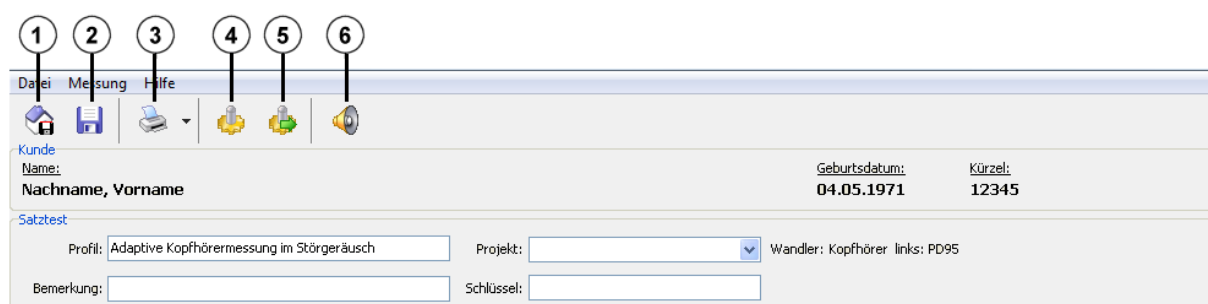 1 2 3 4 5 6
Datei Messung Hilfe
Kunde
Name: Geburtsdatum: Kürzel:
Nachname, Vorname 04.05.1971 12345
Satztest
Profil: Adaptive Kopfhörermessung im Störgeräusch Projekt: Wandler: Kopfhörer links: PD95
Bemerkung: Schlüssel: